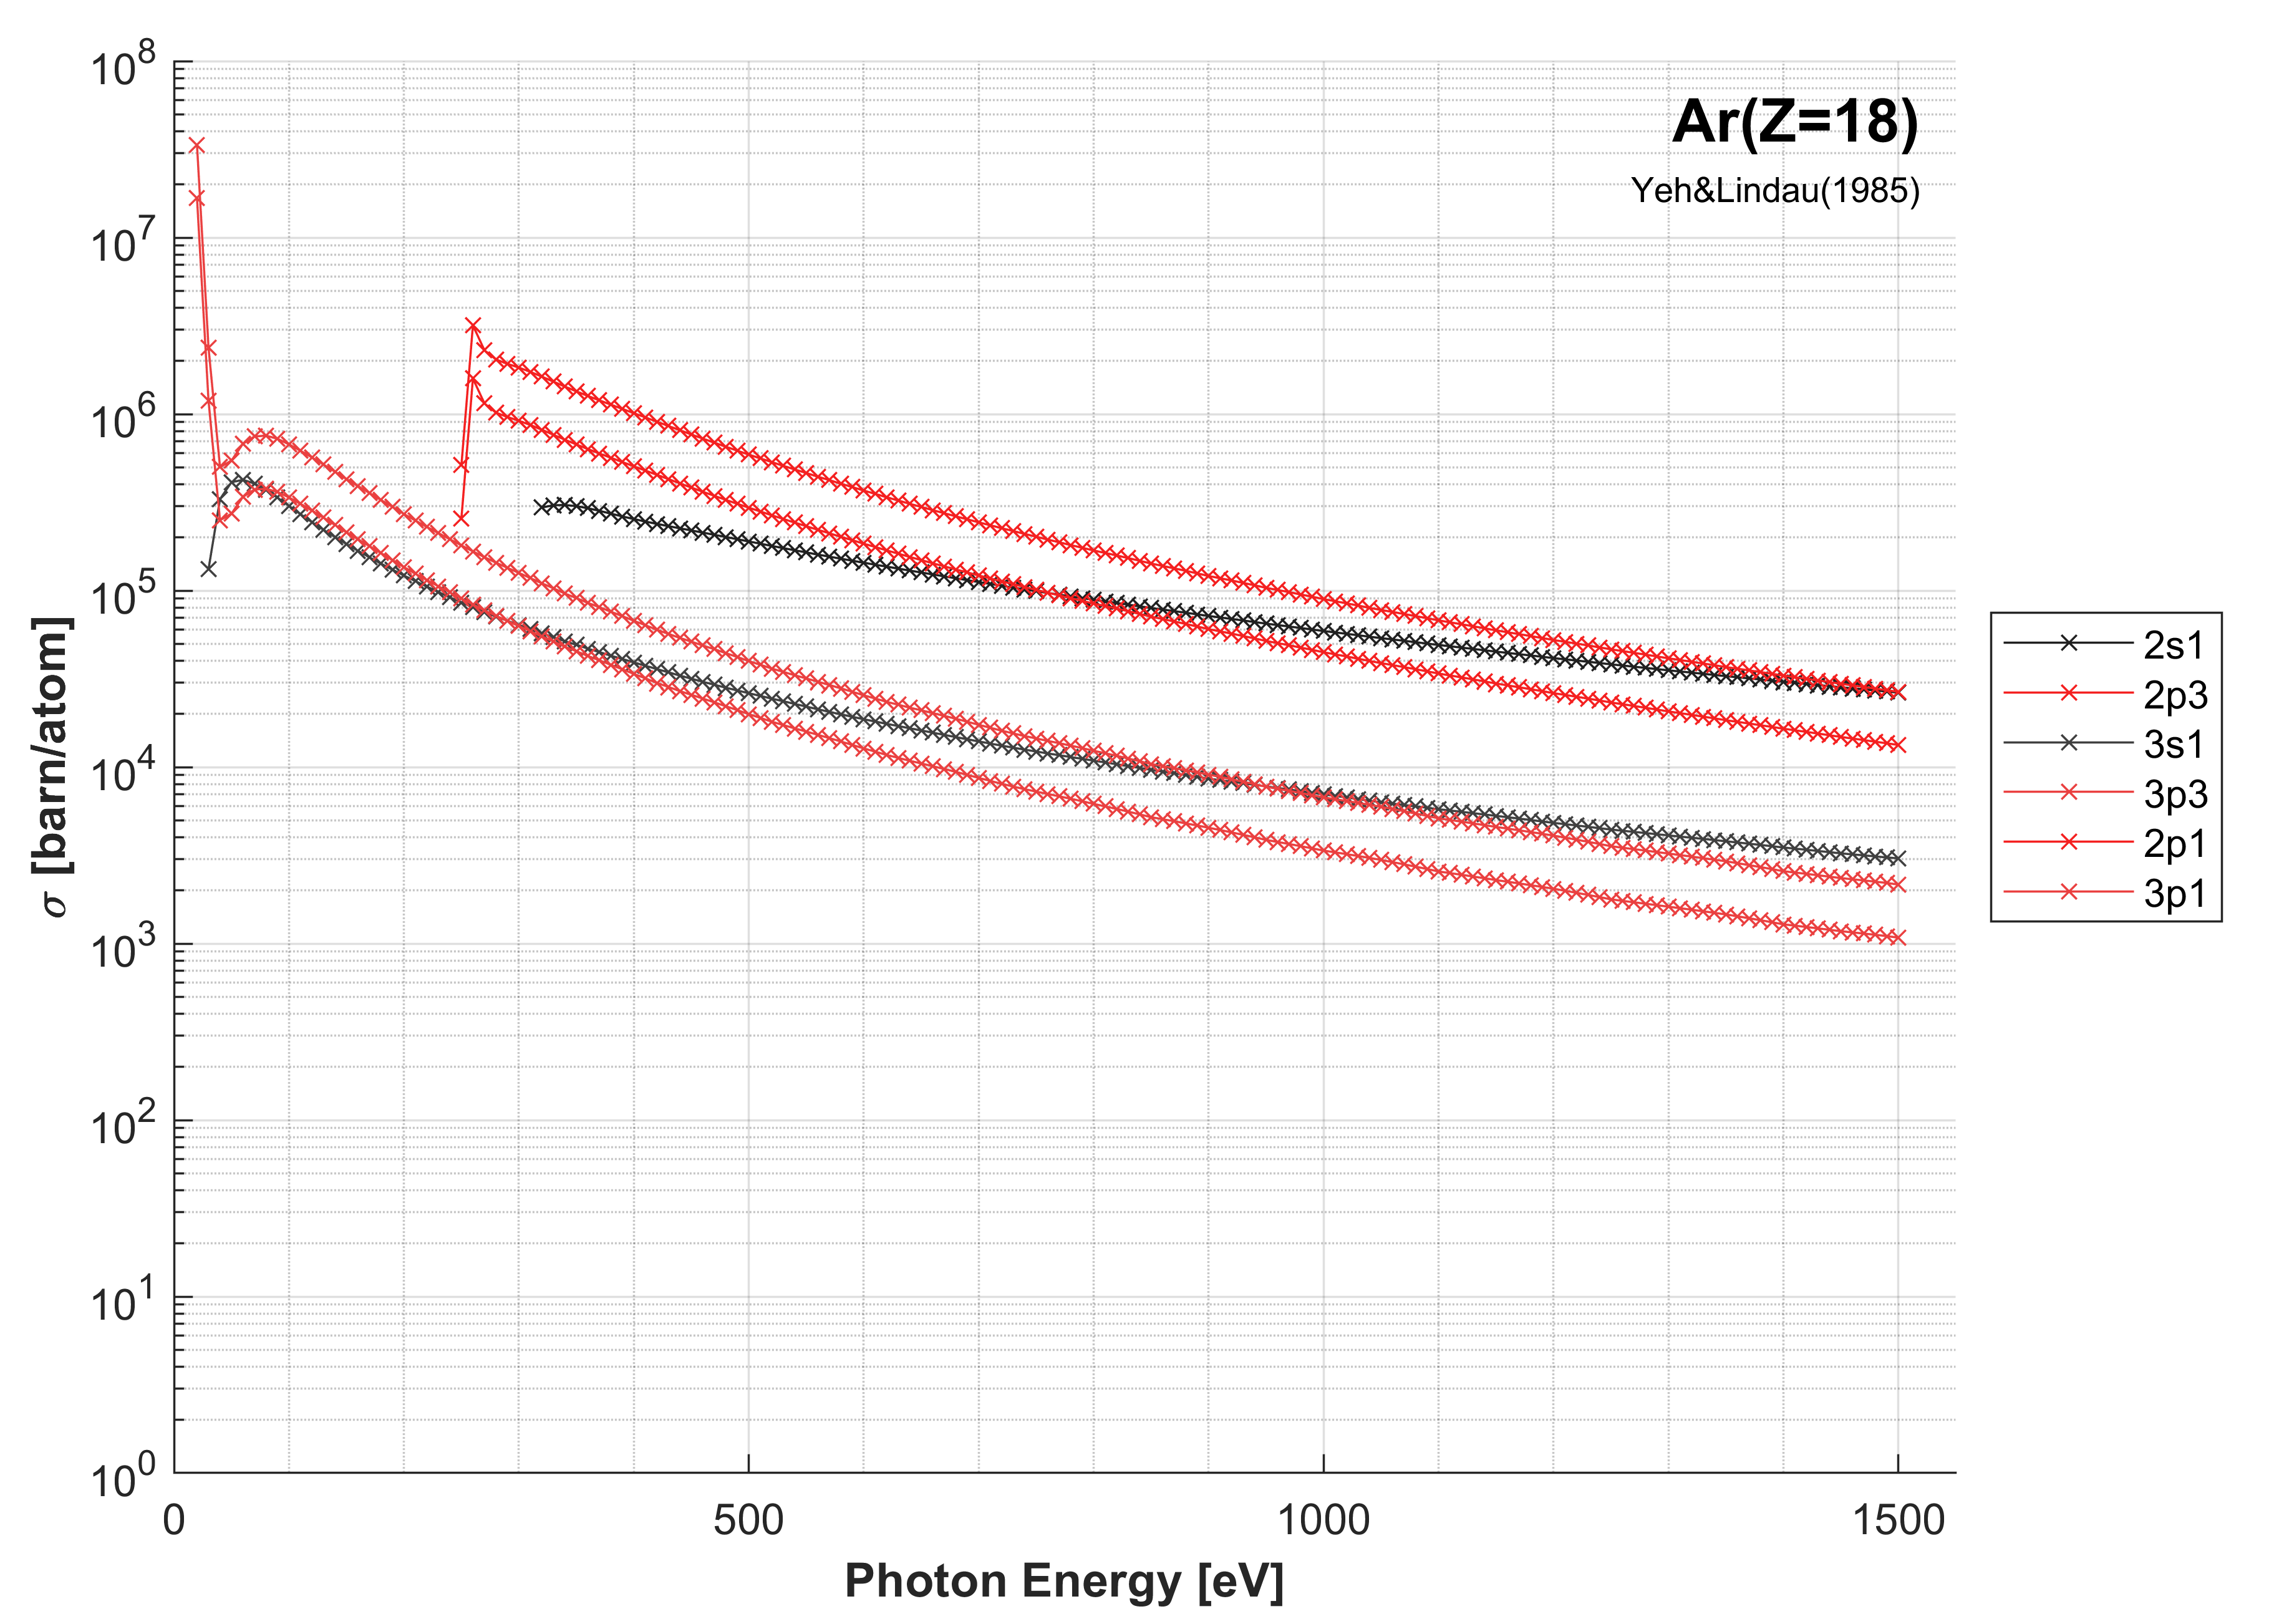 Ar(Z=18)
Yeh&Lindau(1985)
10^8
10^7
10^6
10^5
10^4
10^3
10^2
10^1
10^0
σ [barn/atom]
0
500
1000
1500
Photon Energy [eV]
2s1
2p3
3s1
3p3
2p1
3p1